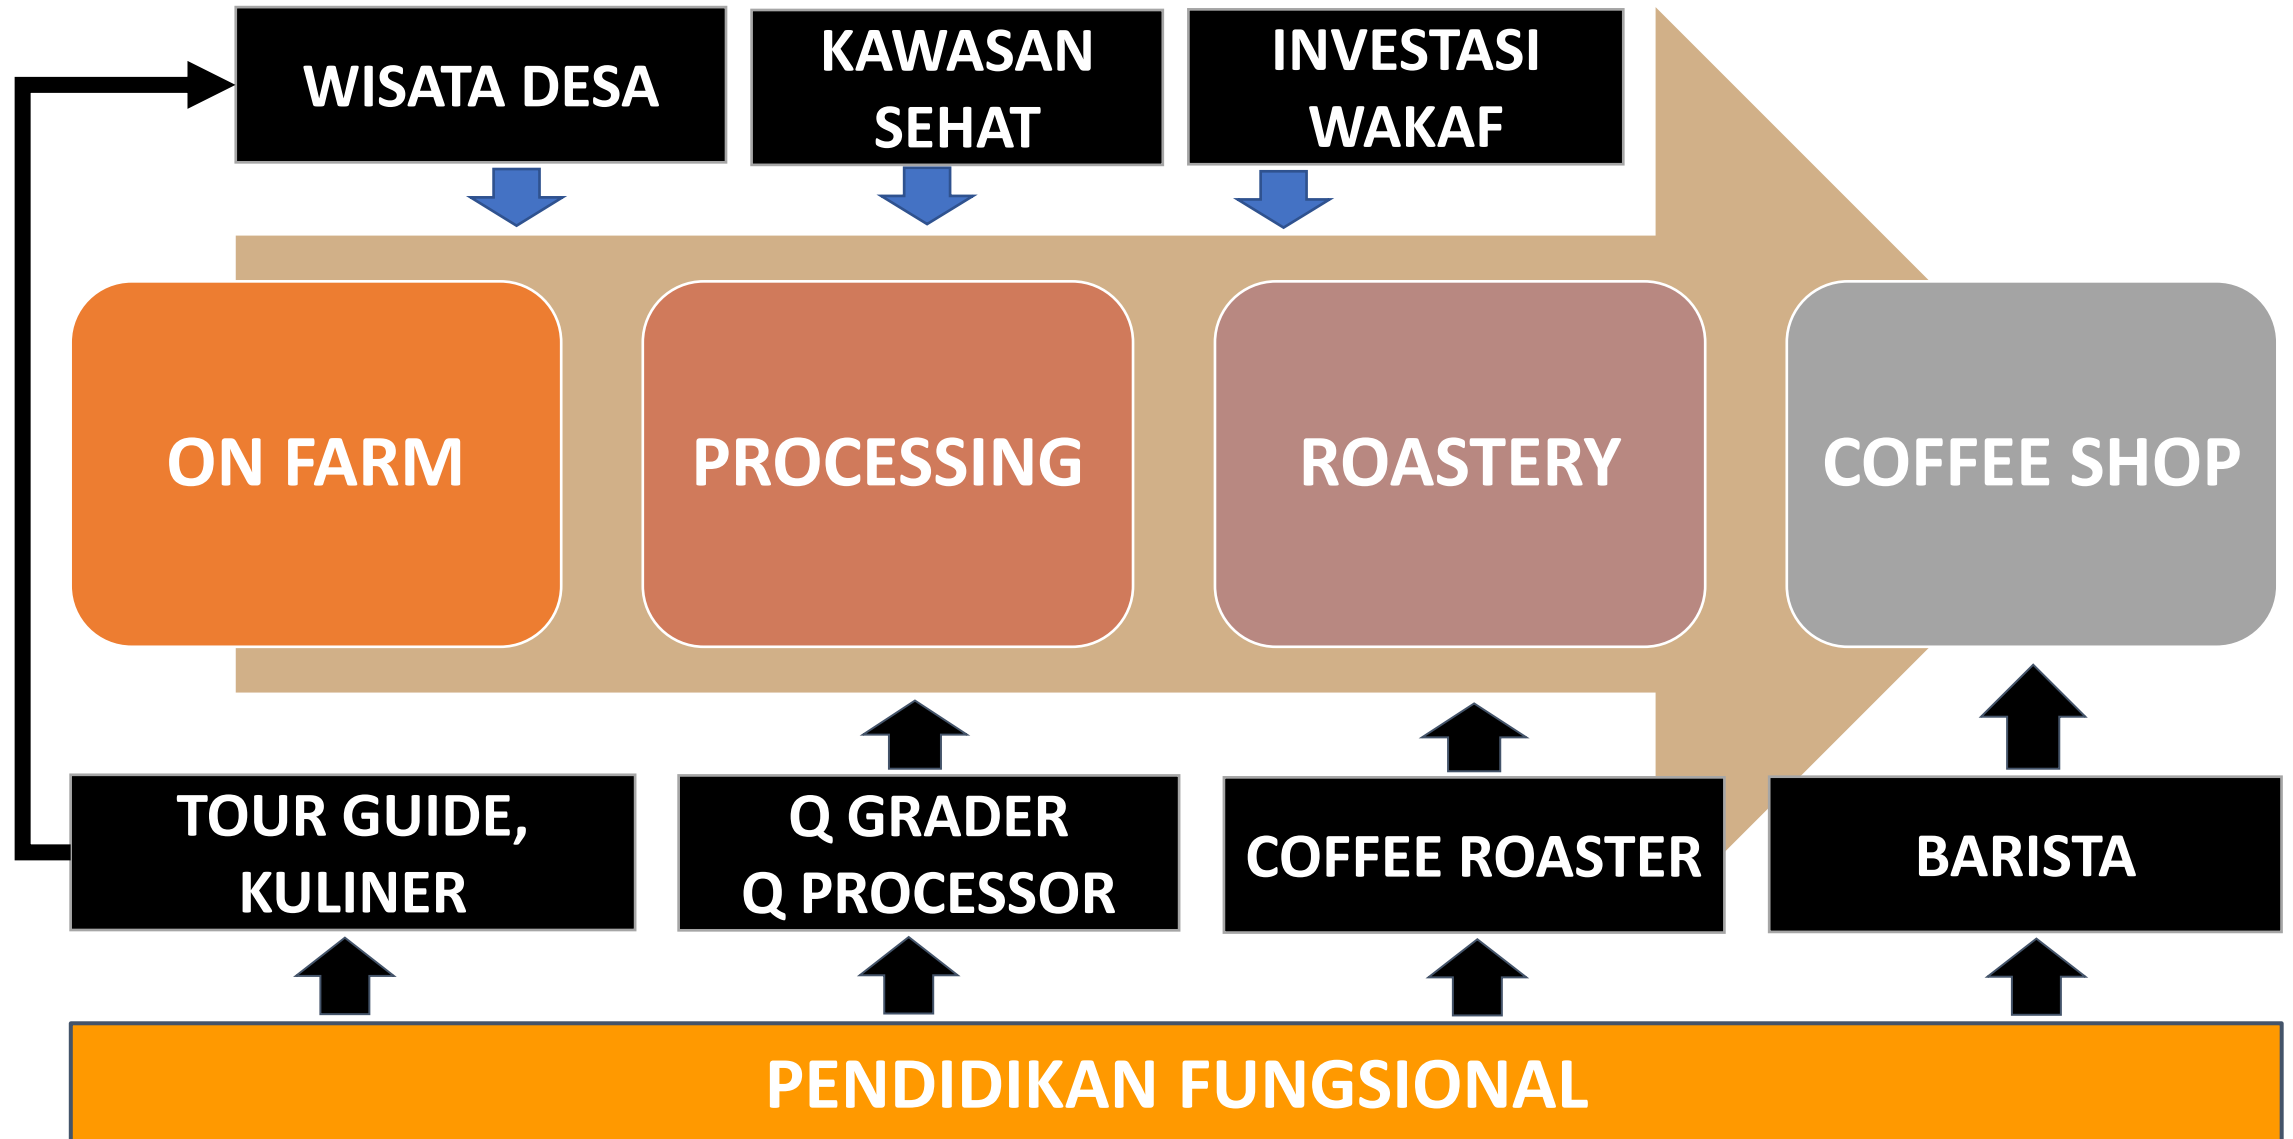 WISATA DESA
KAWASAN
SEHAT
INVESTASI
WAKAF
ON FARM
PROCESSING
ROASTERY
COFFEE SHOP
TOUR GUIDE,
KULINER
Q GRADER
Q PROCESSOR
COFFEE ROASTER
BARISTA
PENDIDIKAN FUNGSIONAL